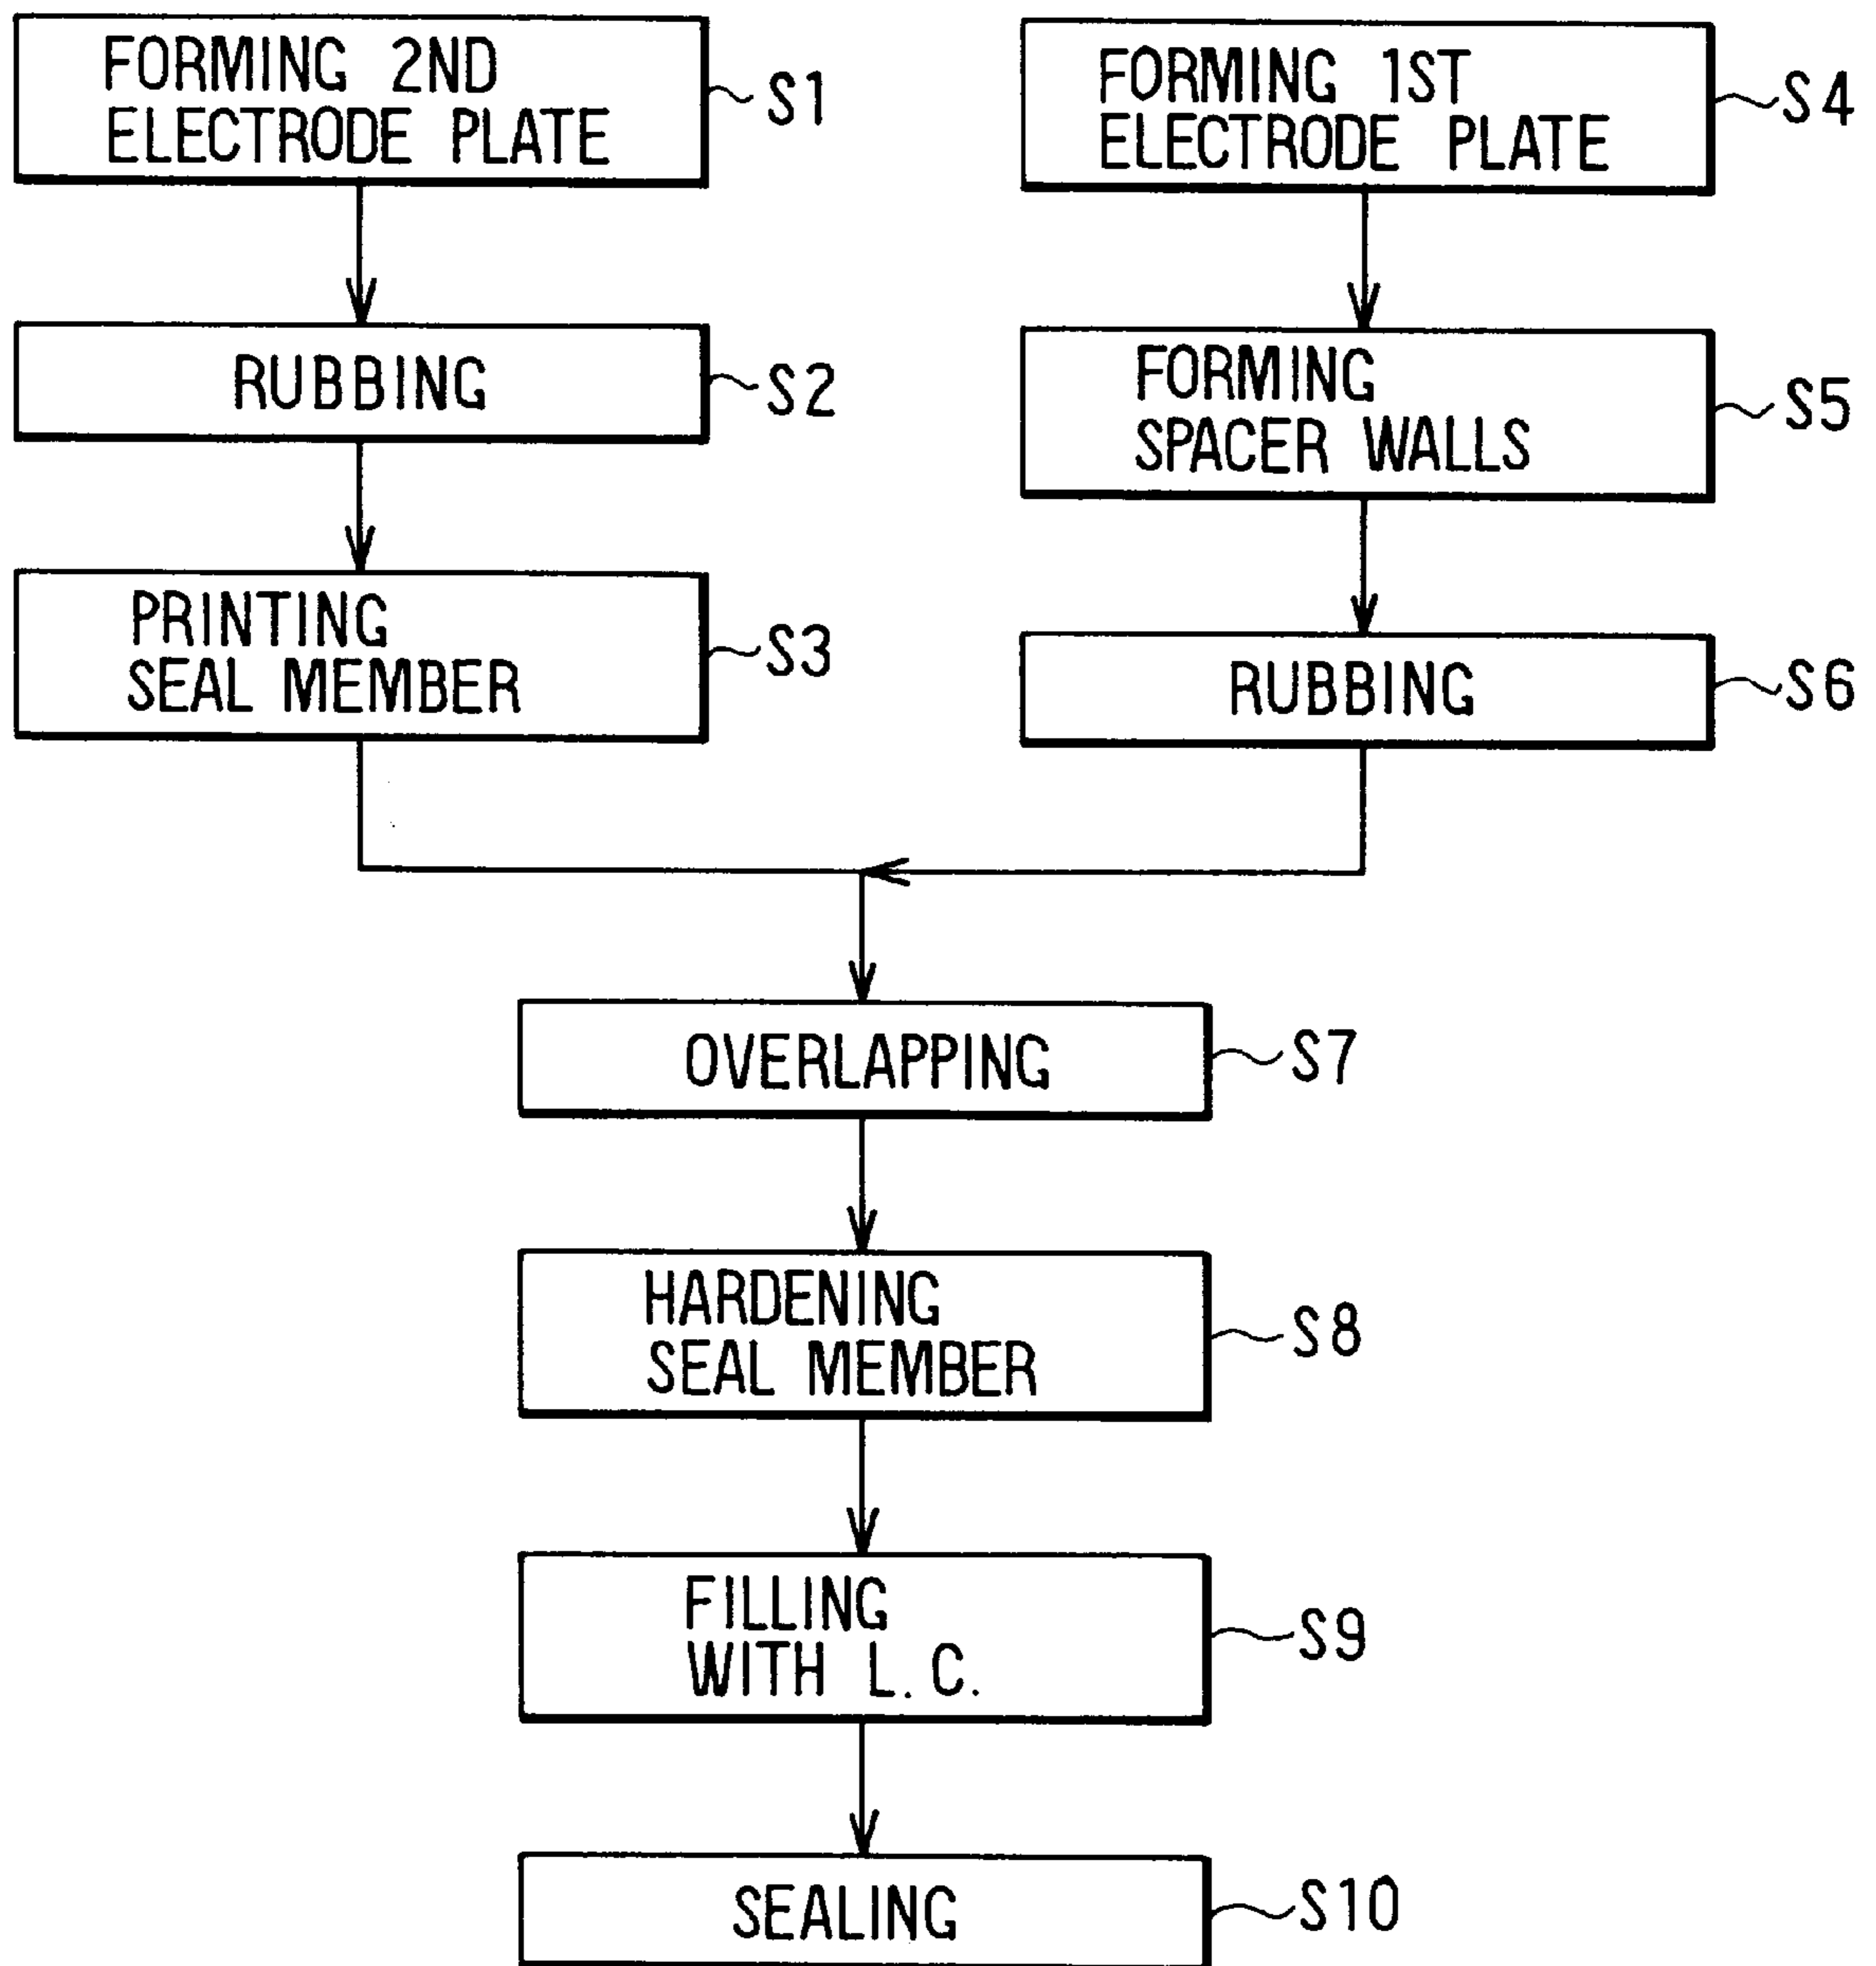 FORMING 2ND
ELECTRODE PLATE
S1
RUBBING
S2
PRINTING
SEAL MEMBER
S3
FORMING 1ST
ELECTRODE PLATE
S4
FORMING
SPACER WALLS
S5
RUBBING
S6
OVERLAPPING
S7
HARDENING
SEAL MEMBER
S8
FILLING
WITH L.C.
S9
SEALING
S10